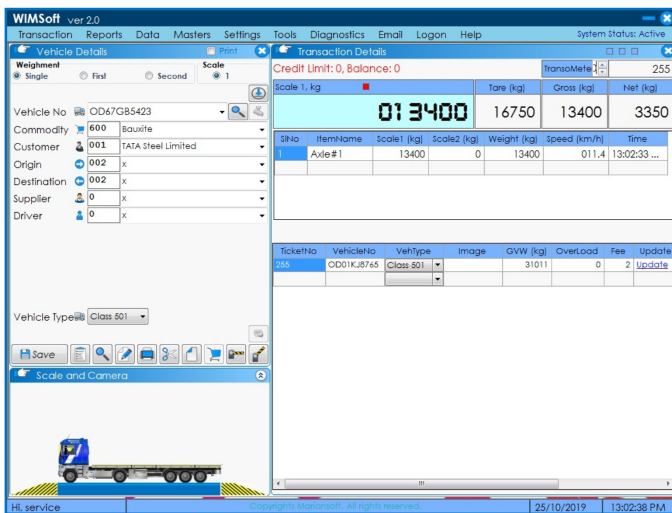 WIMSoft ver 2.0
Transaction Reports Data Masters Settings Tools Diagnostics Email Logon Help System Status: Active
Vehicle Details Print
Weighment Scale
Single First Second 1
Vehicle No OD67GB5423
Commodity 600 Bauxite
Customer 001 TATA Steel Limited
Origin 002 x
Destination 002 x
Supplier 0 x
Driver 0 x
Vehicle Type Class 501
Save
Scale and Camera
Transaction Details
Credit Limit: 0, Balance: 0 TransoMete 255
Scale 1, kg Tare (kg) Gross (kg) Net (kg)
013400 16750 13400 3350
SlNo ItemName Scale1 (kg) Scale2 (kg) Weight (kg) Speed (km/h) Time
1 Axle#1 13400 0 13400 011.4 13:02:33 ...
TicketNo VehicleNo VehType Image GVW (kg) OverLoad Fee Update
255 OD01KJ8765 Class 501 31011 0 2 Update
Hi, service Copyrights Mariansoft. All rights reserved. 25/10/2019 13:02:38 PM